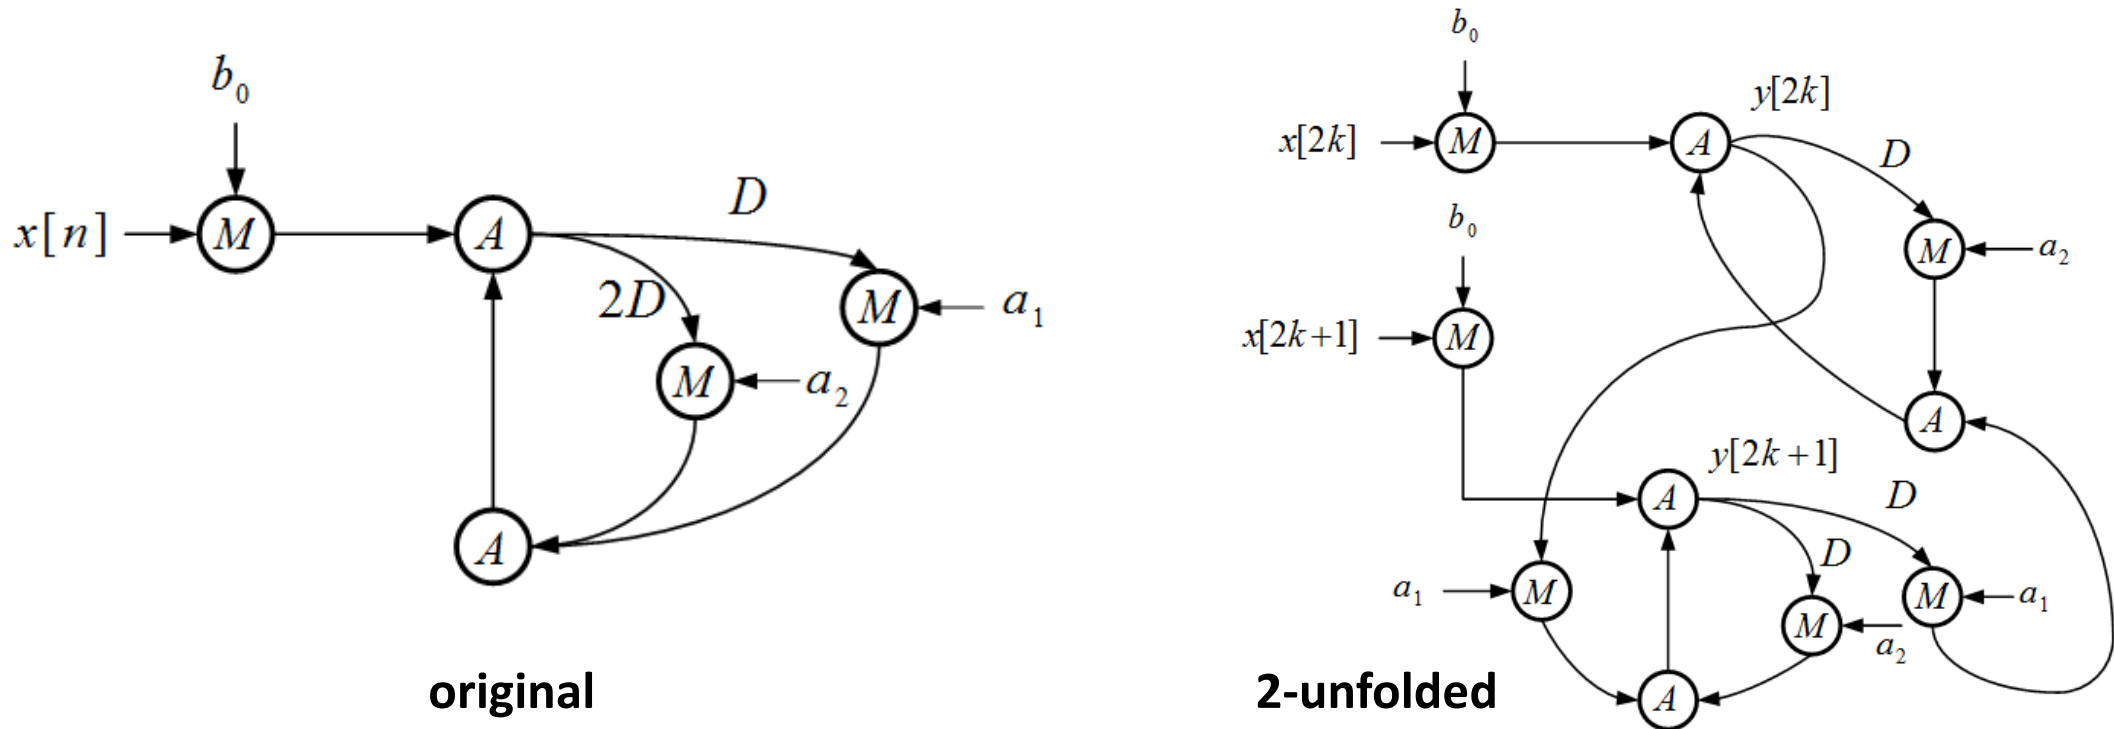 b₀
x[n]
M
A
D
2D
M
a₁
M
a₂
A
original
b₀
x[2k]
M
A
y[2k]
D
M
a₂
b₀
x[2k+1]
M
A
y[2k+1]
A
D
D
a₁
M
M
a₂
M
a₁
A
2-unfolded